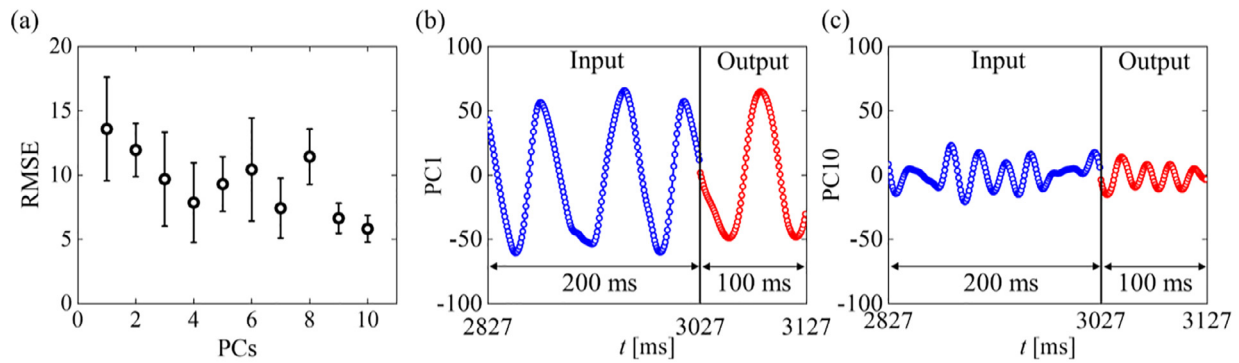 (a)
20
15
10
5
0
RMSE
0 2 4 6 8 10
PCs
(b)
100
50
0
-50
-100
PC1
Input Output
200 ms 100 ms
2827 3027 3127
t [ms]
(c)
100
50
0
-50
-100
PC10
Input Output
200 ms 100 ms
2827 3027 3127
t [ms]